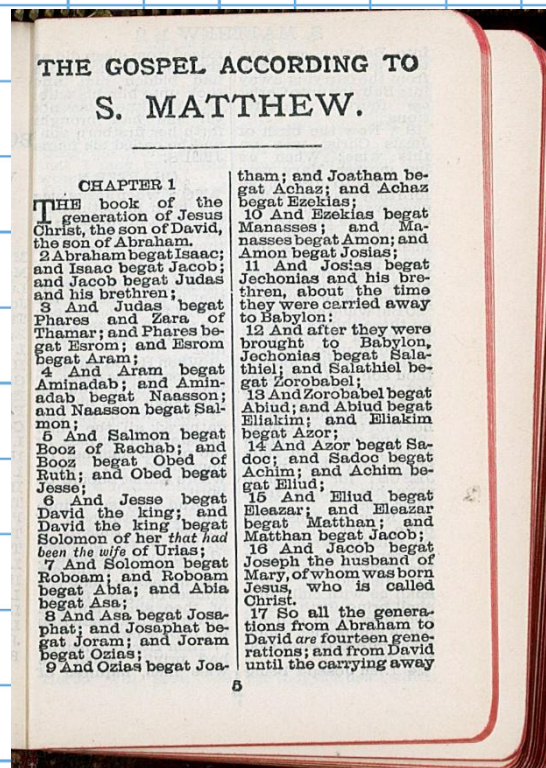 THE GOSPEL ACCORDING TO
S. MATTHEW.
CHAPTER 1
THE book of the
generation of Jesus
Christ, the son of David,
the son of Abraham.
2 Abraham begat Isaac;
and Isaac begat Jacob;
and Jacob begat Judas
and his brethren;
3 And Judas begat
Phares and Zara of
Thamar; and Phares be-
gat Esrom; and Esrom
begat Aram;
4 And Aram begat
Aminadab; and Amin-
adab begat Naasson;
and Naasson begat Sal-
mon;
5 And Salmon begat
Booz of Rachab; and
Booz begat Obed of
Ruth; and Obed begat
Jesse;
6 And Jesse begat
David the king; and
David the king begat
Solomon of her that had
been the wife of Urias;
7 And Solomon begat
Roboam; and Roboam
begat Abia; and Abia
begat Asa;
8 And Asa begat Josa-
phat; and Josaphat be-
gat Joram; and Joram
begat Ozias;
9 And Ozias begat Joa-
tham; and Joatham be-
gat Achaz; and Achaz
begat Ezekias;
10 And Ezekias begat
Manasses; and Ma-
nasses begat Amon; and
Amon begat Josias;
11 And Josias begat
Jechonias and his bre-
thren, about the time
they were carried away
to Babylon:
12 And after they were
brought to Babylon,
Jechonias begat Sala-
thiel; and Salathiel be-
gat Zorobabel;
13 And Zorobabel begat
Abiud; and Abiud begat
Eliakim; and Eliakim
begat Azor;
14 And Azor begat Sa-
doc; and Sadoc begat
Achim; and Achim be-
gat Eliud;
15 And Eliud begat
Eleazar; and Eleazar
begat Matthan; and
Matthan begat Jacob;
16 And Jacob begat
Joseph the husband of
Mary, of whom was born
Jesus, who is called
Christ.
17 So all the genera-
tions from Abraham to
David are fourteen gene-
rations; and from David
until the carrying away
5